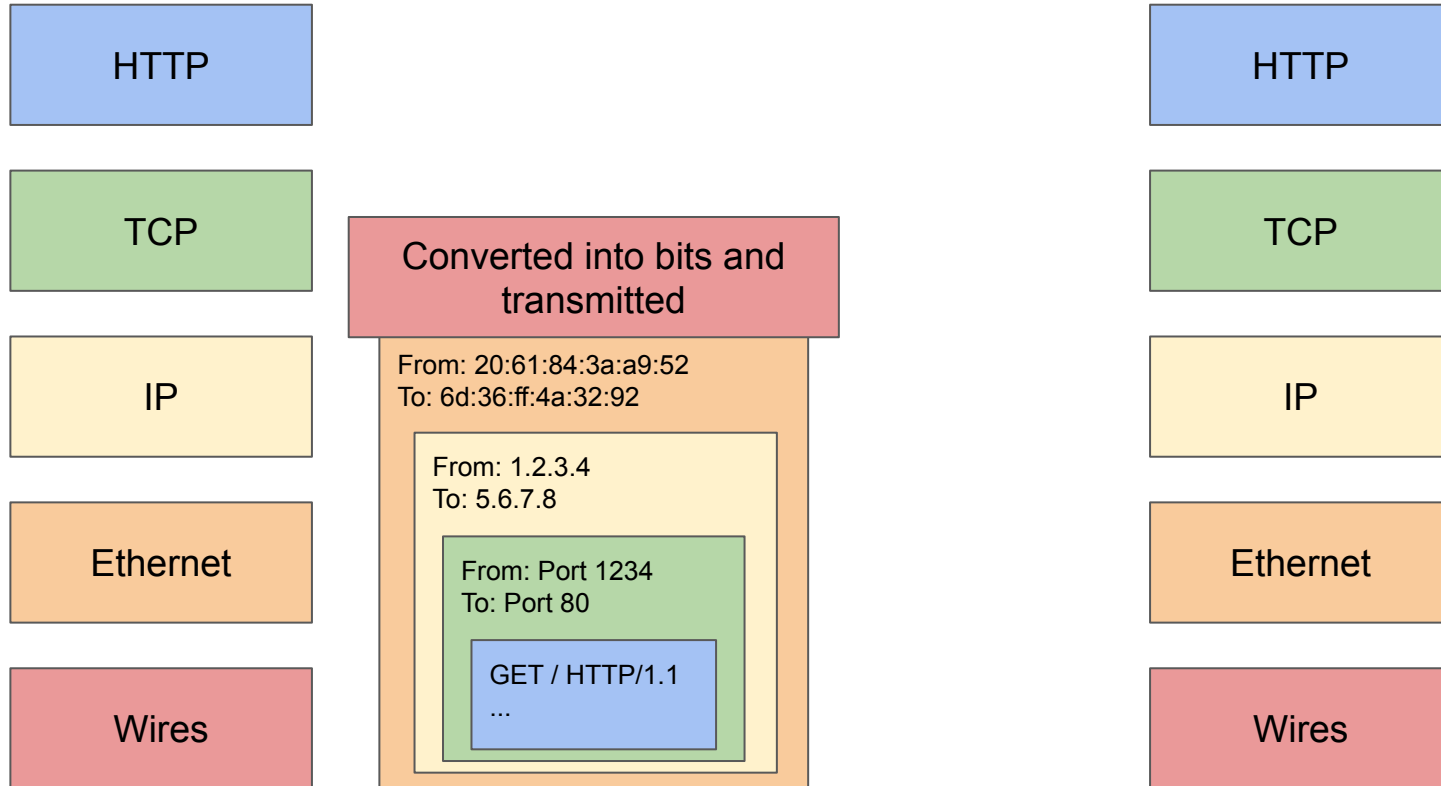 HTTP
TCP
IP
Ethernet
Wires
Converted into bits and
transmitted
From: 20:61:84:3a:a9:52
To: 6d:36:ff:4a:32:92
From: 1.2.3.4
To: 5.6.7.8
From: Port 1234
To: Port 80
GET / HTTP/1.1
...
HTTP
TCP
IP
Ethernet
Wires